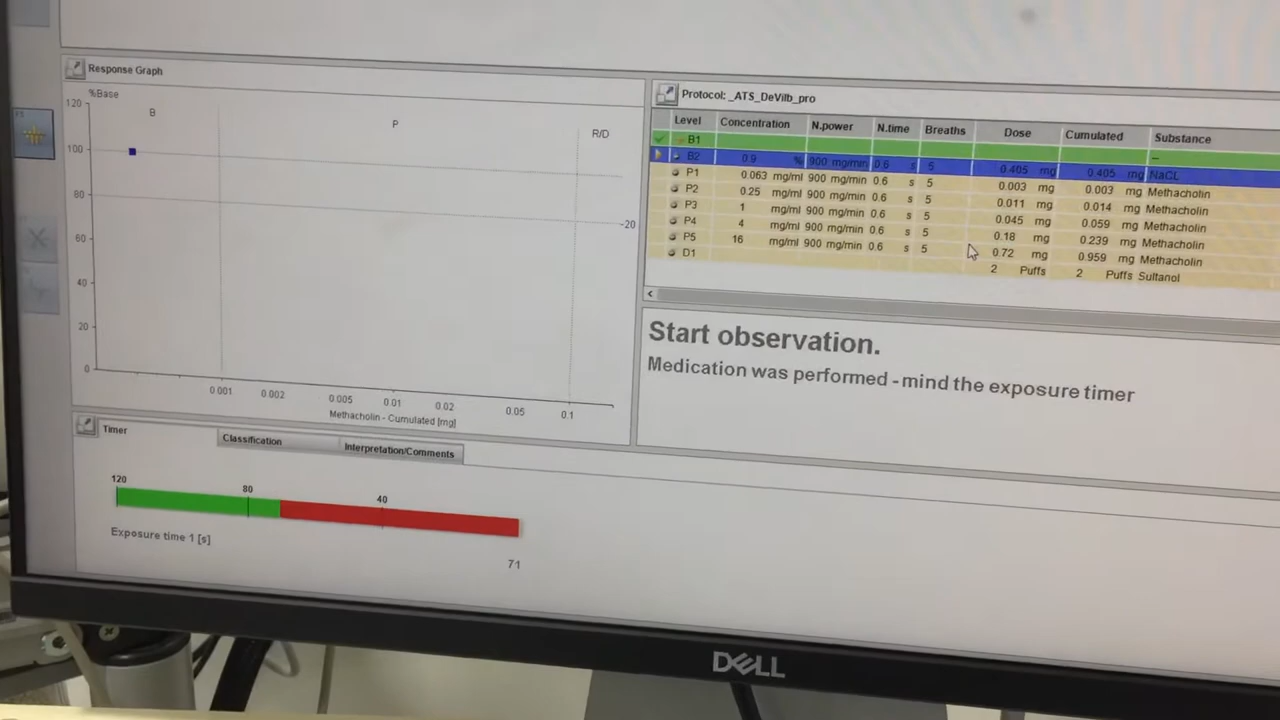 Response Graph
%Base
B
P
R/D
120
100
80
60
40
20
0
-20
0.001 0.002 0.005 0.01 0.02 0.05 0.1
Methacholin - Cumulated [mg]
Protocol: _ATS_DeVilb_pro
Level Concentration N.power N.time Breaths Dose Cumulated Substance
B1 --
B2 0.9 % 900 mg/min 0.6 s 5 0.405 mg 0.405 mg NaCL
P1 0.063 mg/ml 900 mg/min 0.6 s 5 0.003 mg 0.003 mg Methacholin
P2 0.25 mg/ml 900 mg/min 0.6 s 5 0.011 mg 0.014 mg Methacholin
P3 1 mg/ml 900 mg/min 0.6 s 5 0.045 mg 0.059 mg Methacholin
P4 4 mg/ml 900 mg/min 0.6 s 5 0.18 mg 0.239 mg Methacholin
P5 16 mg/ml 900 mg/min 0.6 s 5 0.72 mg 0.959 mg Methacholin
D1 2 Puffs 2 Puffs Sultanol
Start observation.
Medication was performed - mind the exposure timer
Timer Classification Interpretation/Comments
120 80 40
Exposure time 1 [s]
71
DELL